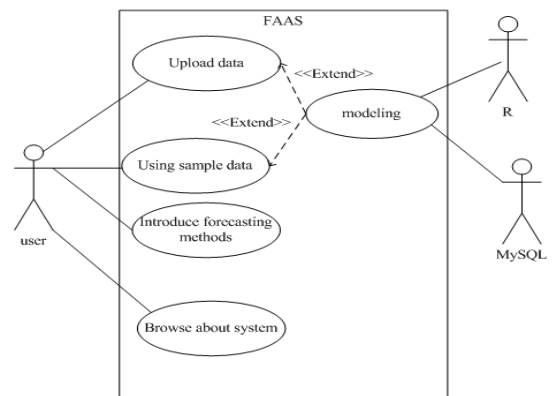 FAAS
Upload data
<<Extend>>
modeling
R
<<Extend>>
Using sample data
user
Introduce forecasting
methods
MySQL
Browse about system